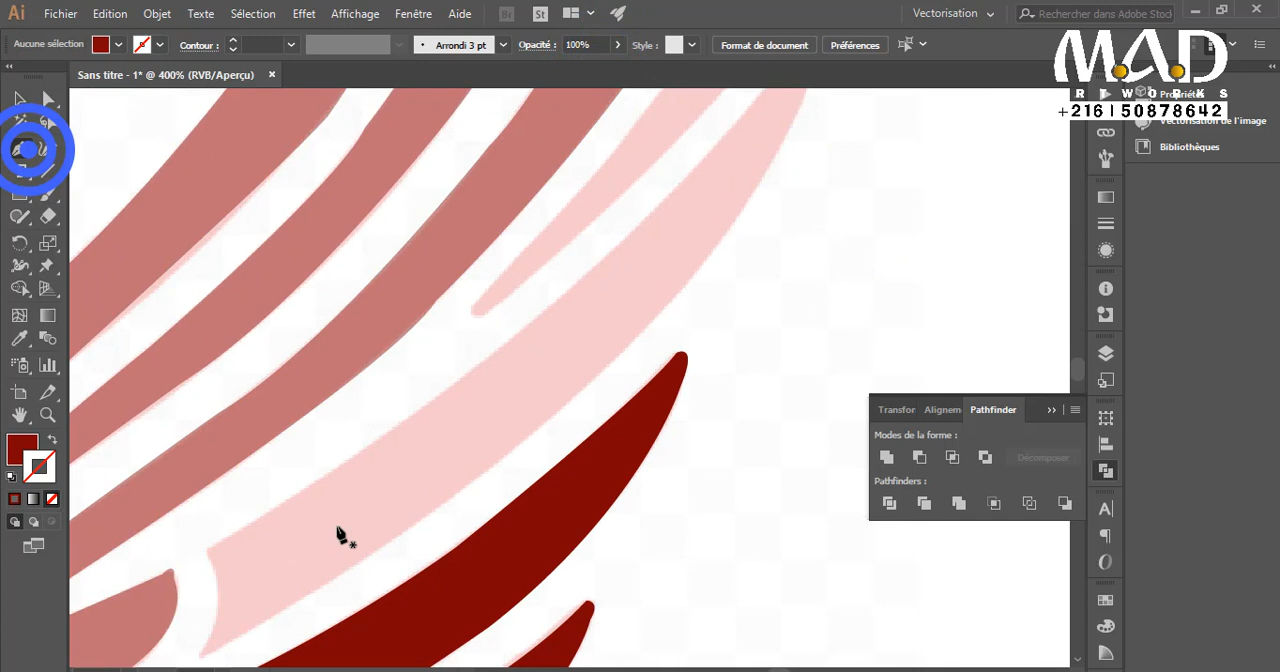 Ai Fichier Edition Objet Texte Sélection Effet Affichage Fenêtre Aide Br St Vectorisation Rechercher dans Adobe Stock
Aucune sélection Contour : Arrondi 3 pt Opacité : 100% Style : Format de document Préférences
Sans titre - 1* @ 400% (RVB/Aperçu)
M.A.D
RTWORKS
+216 50878642
Propriétés
Vectorisation de l'image
Bibliothèques
Transfor Alignem Pathfinder
Modes de la forme :
Décomposer
Pathfinders :